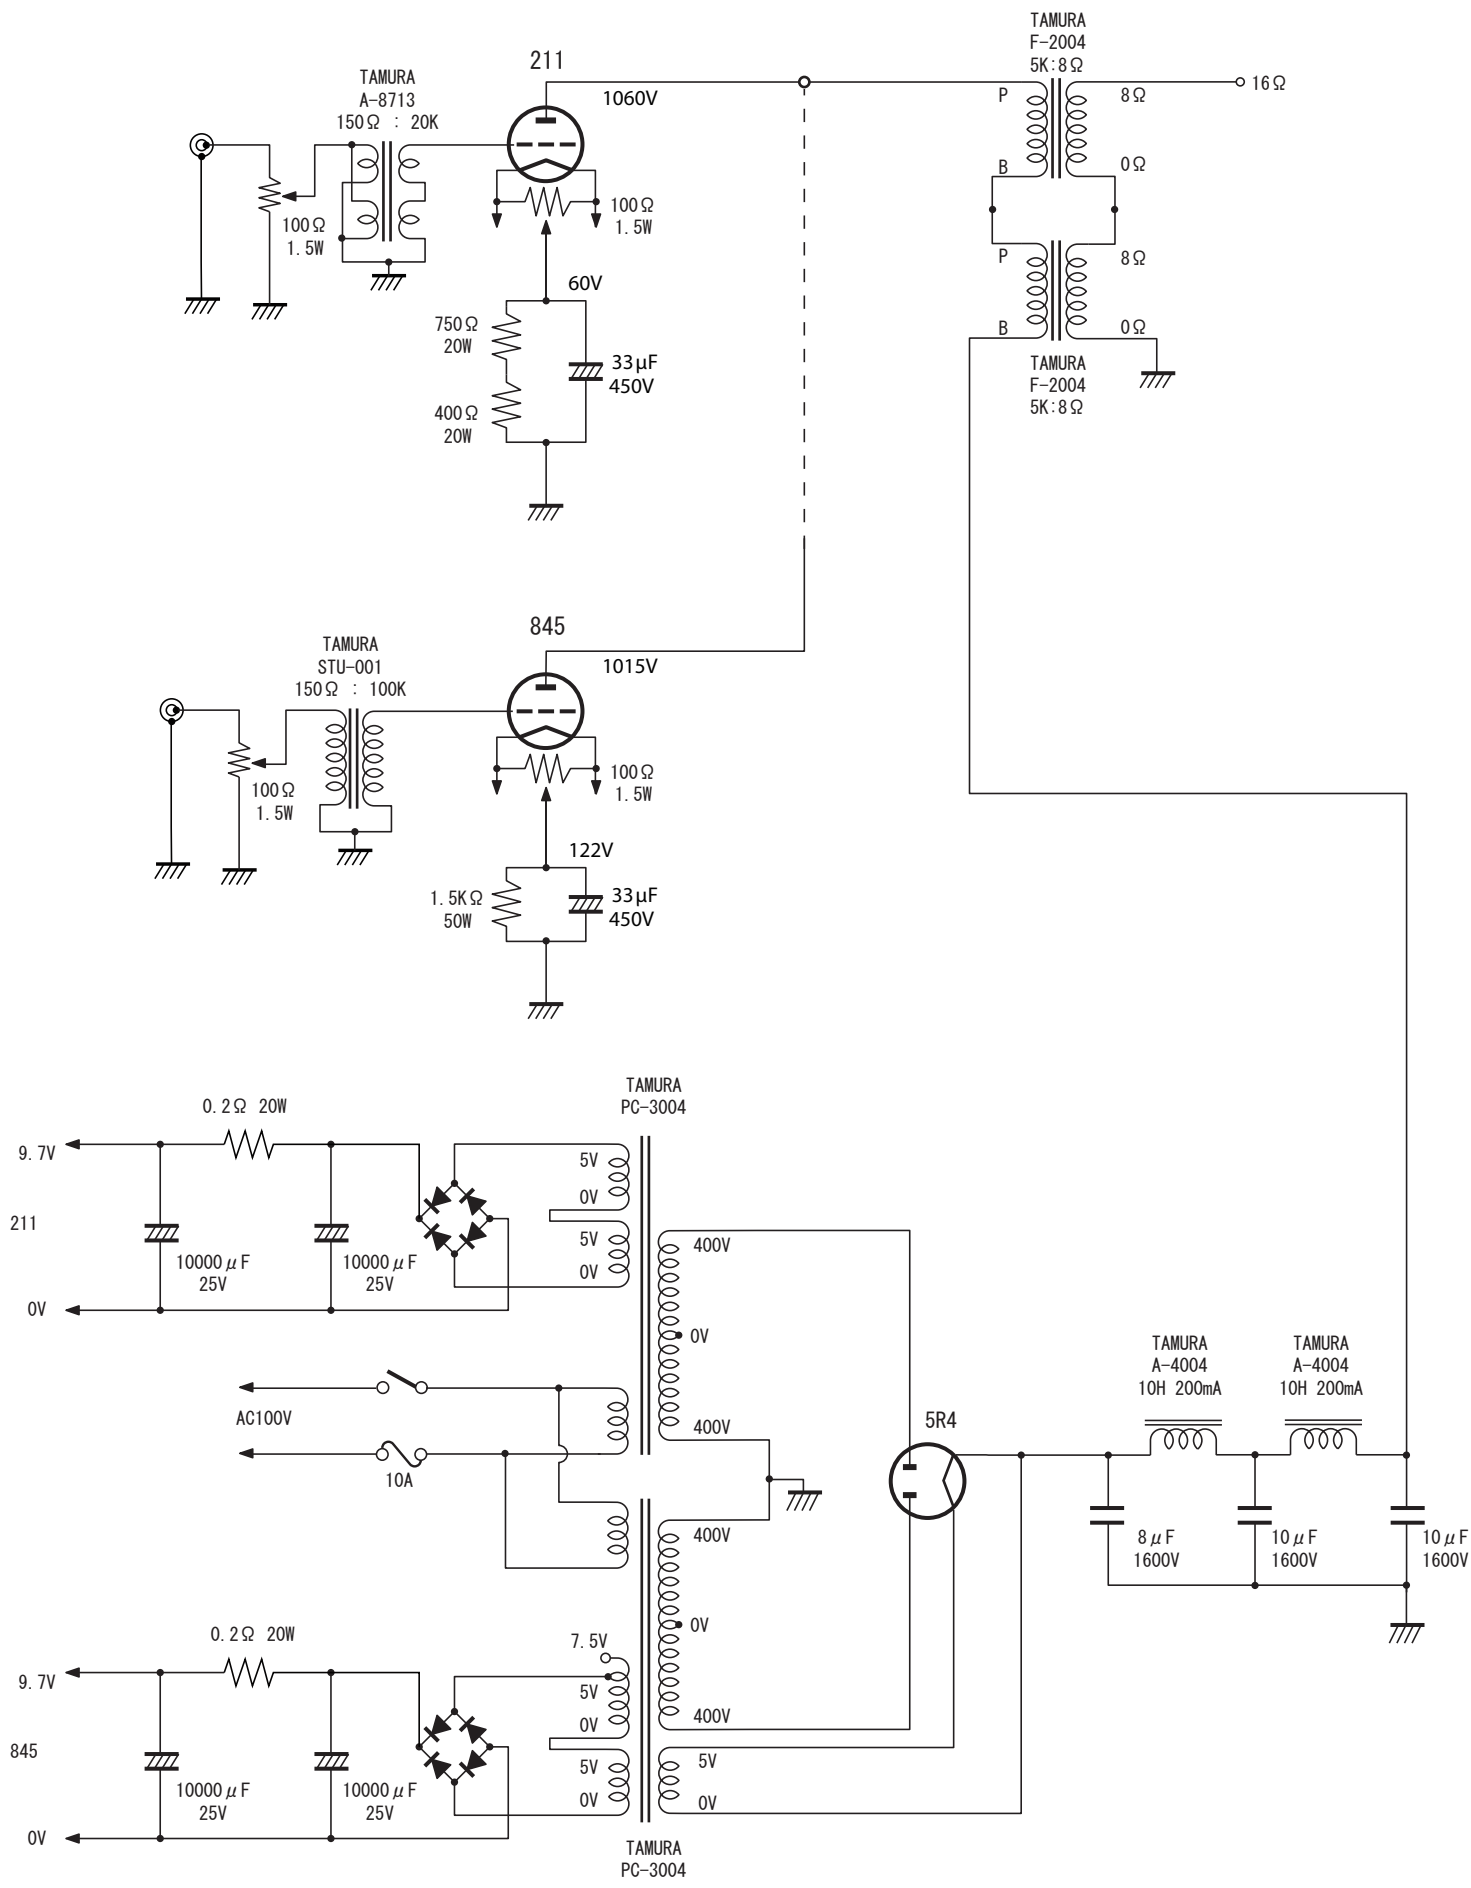 TAMURA
F-2004
5K:8Ω
P
8Ω
16Ω
B
0Ω
P
8Ω
B
0Ω
TAMURA
F-2004
5K:8Ω
211
1060V
TAMURA
A-8713
150Ω : 20K
100Ω
1.5W
100Ω
1.5W
60V
750Ω
20W
400Ω
20W
33μF
450V
845
1015V
TAMURA
STU-001
150Ω : 100K
100Ω
1.5W
100Ω
1.5W
122V
1.5KΩ
50W
33μF
450V
TAMURA
PC-3004
0.2Ω 20W
9.7V
211
0V
10000μF
25V
10000μF
25V
5V
0V
5V
0V
400V
0V
400V
AC100V
10A
400V
0V
400V
5V
0V
5R4
TAMURA
A-4004
10H 200mA
TAMURA
A-4004
10H 200mA
8μF
1600V
10μF
1600V
10μF
1600V
0.2Ω 20W
9.7V
845
0V
10000μF
25V
10000μF
25V
7.5V
5V
0V
5V
0V
TAMURA
PC-3004